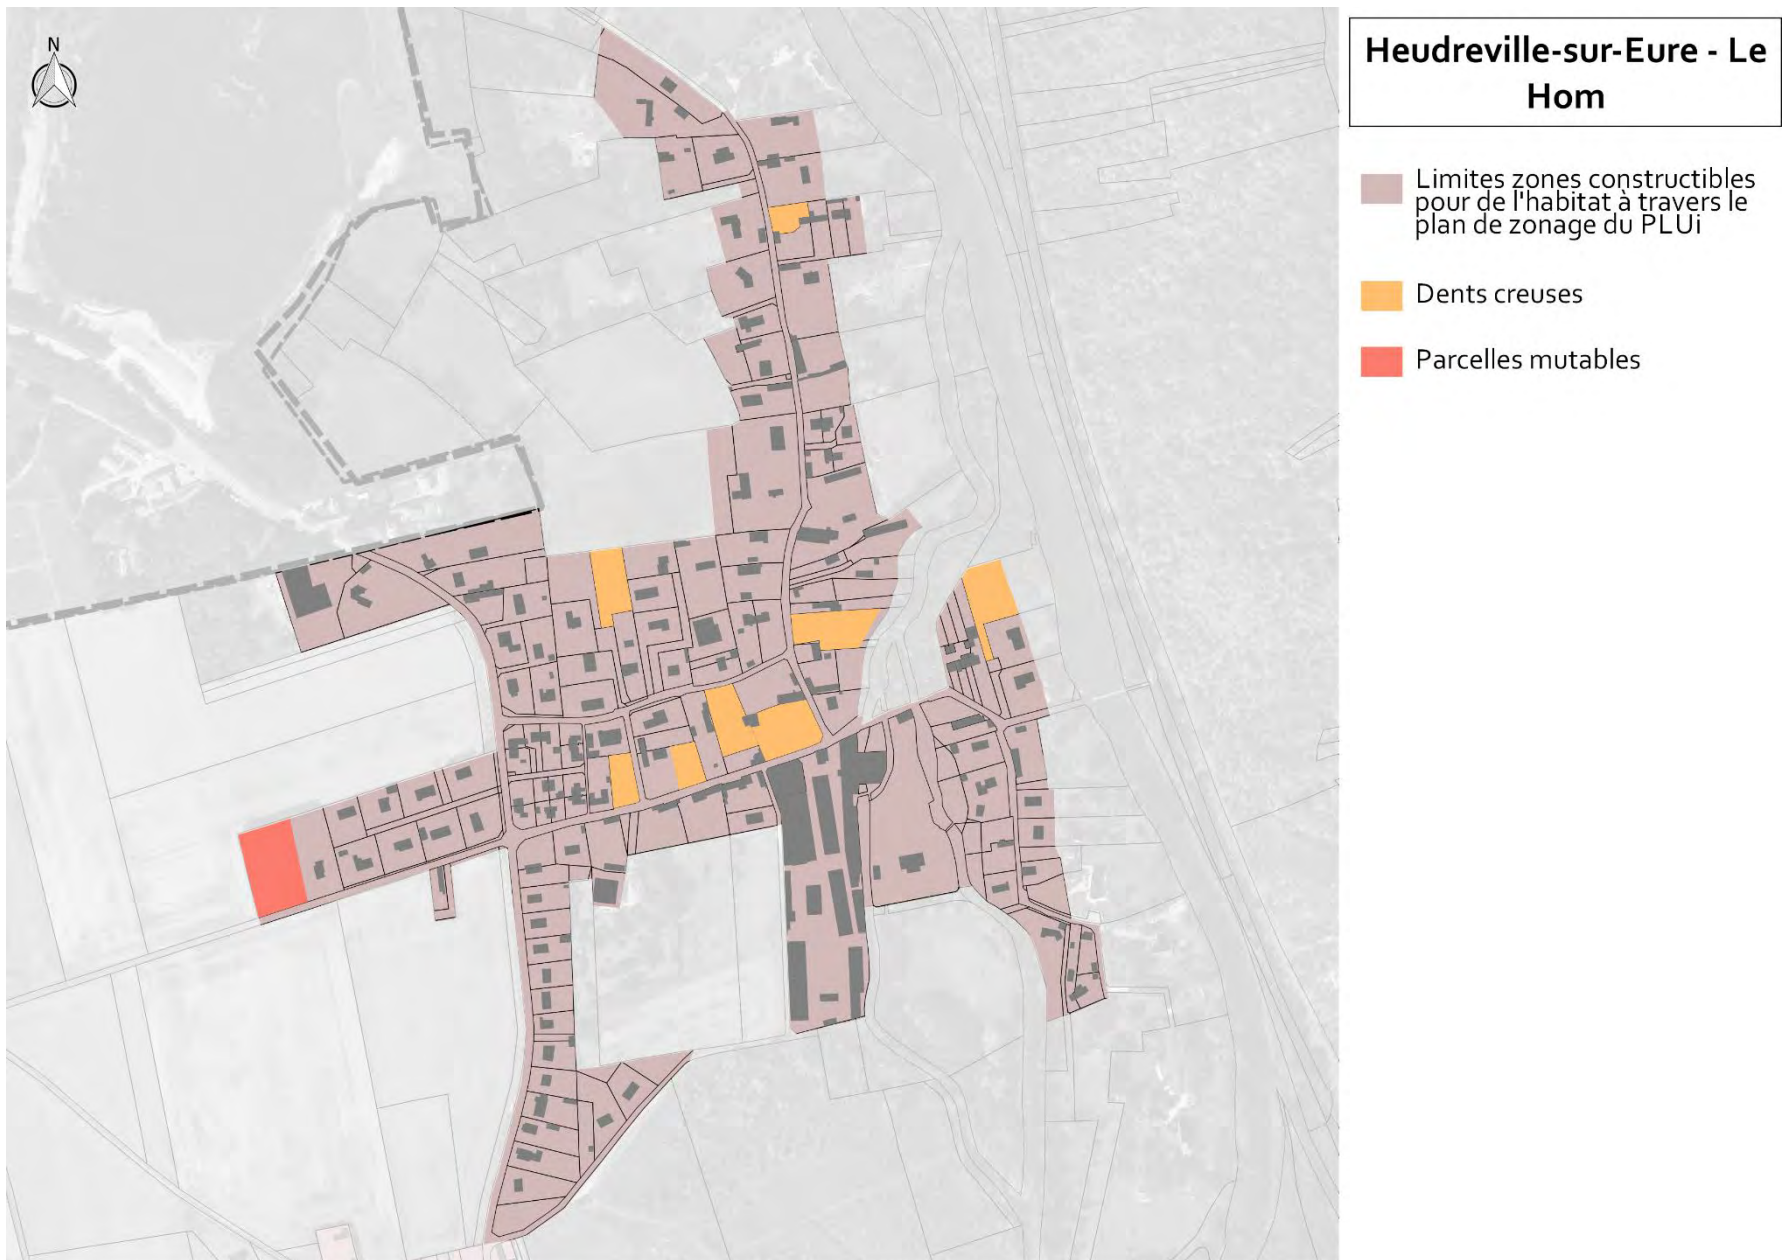 N
Heudreville-sur-Eure - Le
Hom
Limites zones constructibles
pour de l'habitat à travers le
plan de zonage du PLUi
Dents creuses
Parcelles mutables